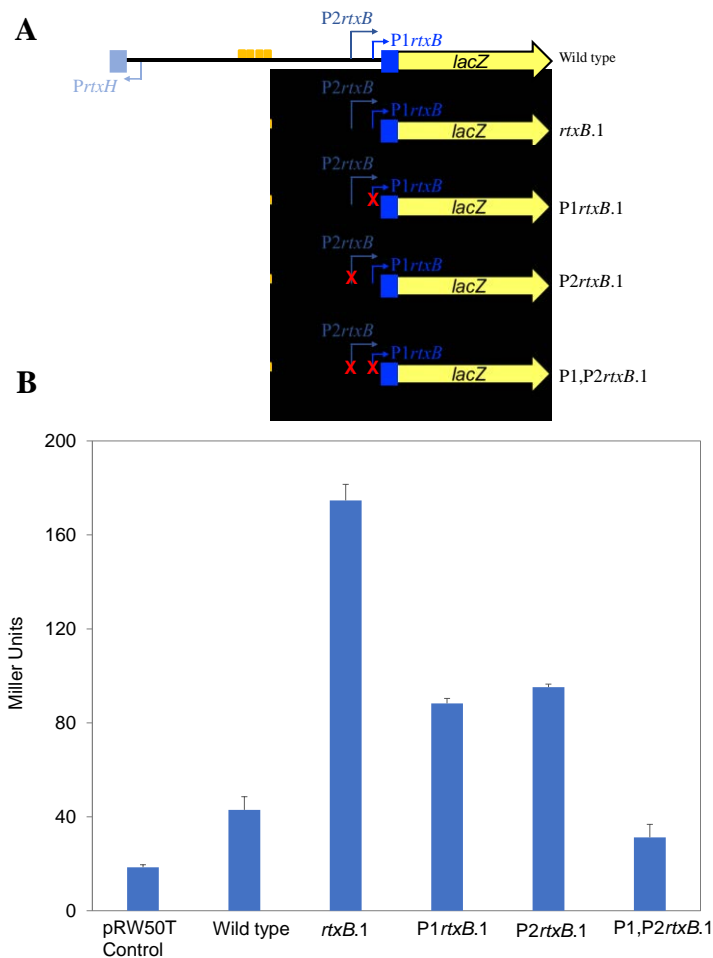 A
P2rtxB
P1rtxB
PrtxH
lacZ
Wild type
P2rtxB
P1rtxB
lacZ
rtxB.1
P2rtxB
P1rtxB
X
lacZ
P1rtxB.1
P2rtxB
P1rtxB
X
lacZ
P2rtxB.1
P2rtxB
P1rtxB
X X
lacZ
P1,P2rtxB.1
B
200
160
120
80
40
0
Miller Units
pRW50T
Control
Wild type
rtxB.1
P1rtxB.1
P2rtxB.1
P1,P2rtxB.1